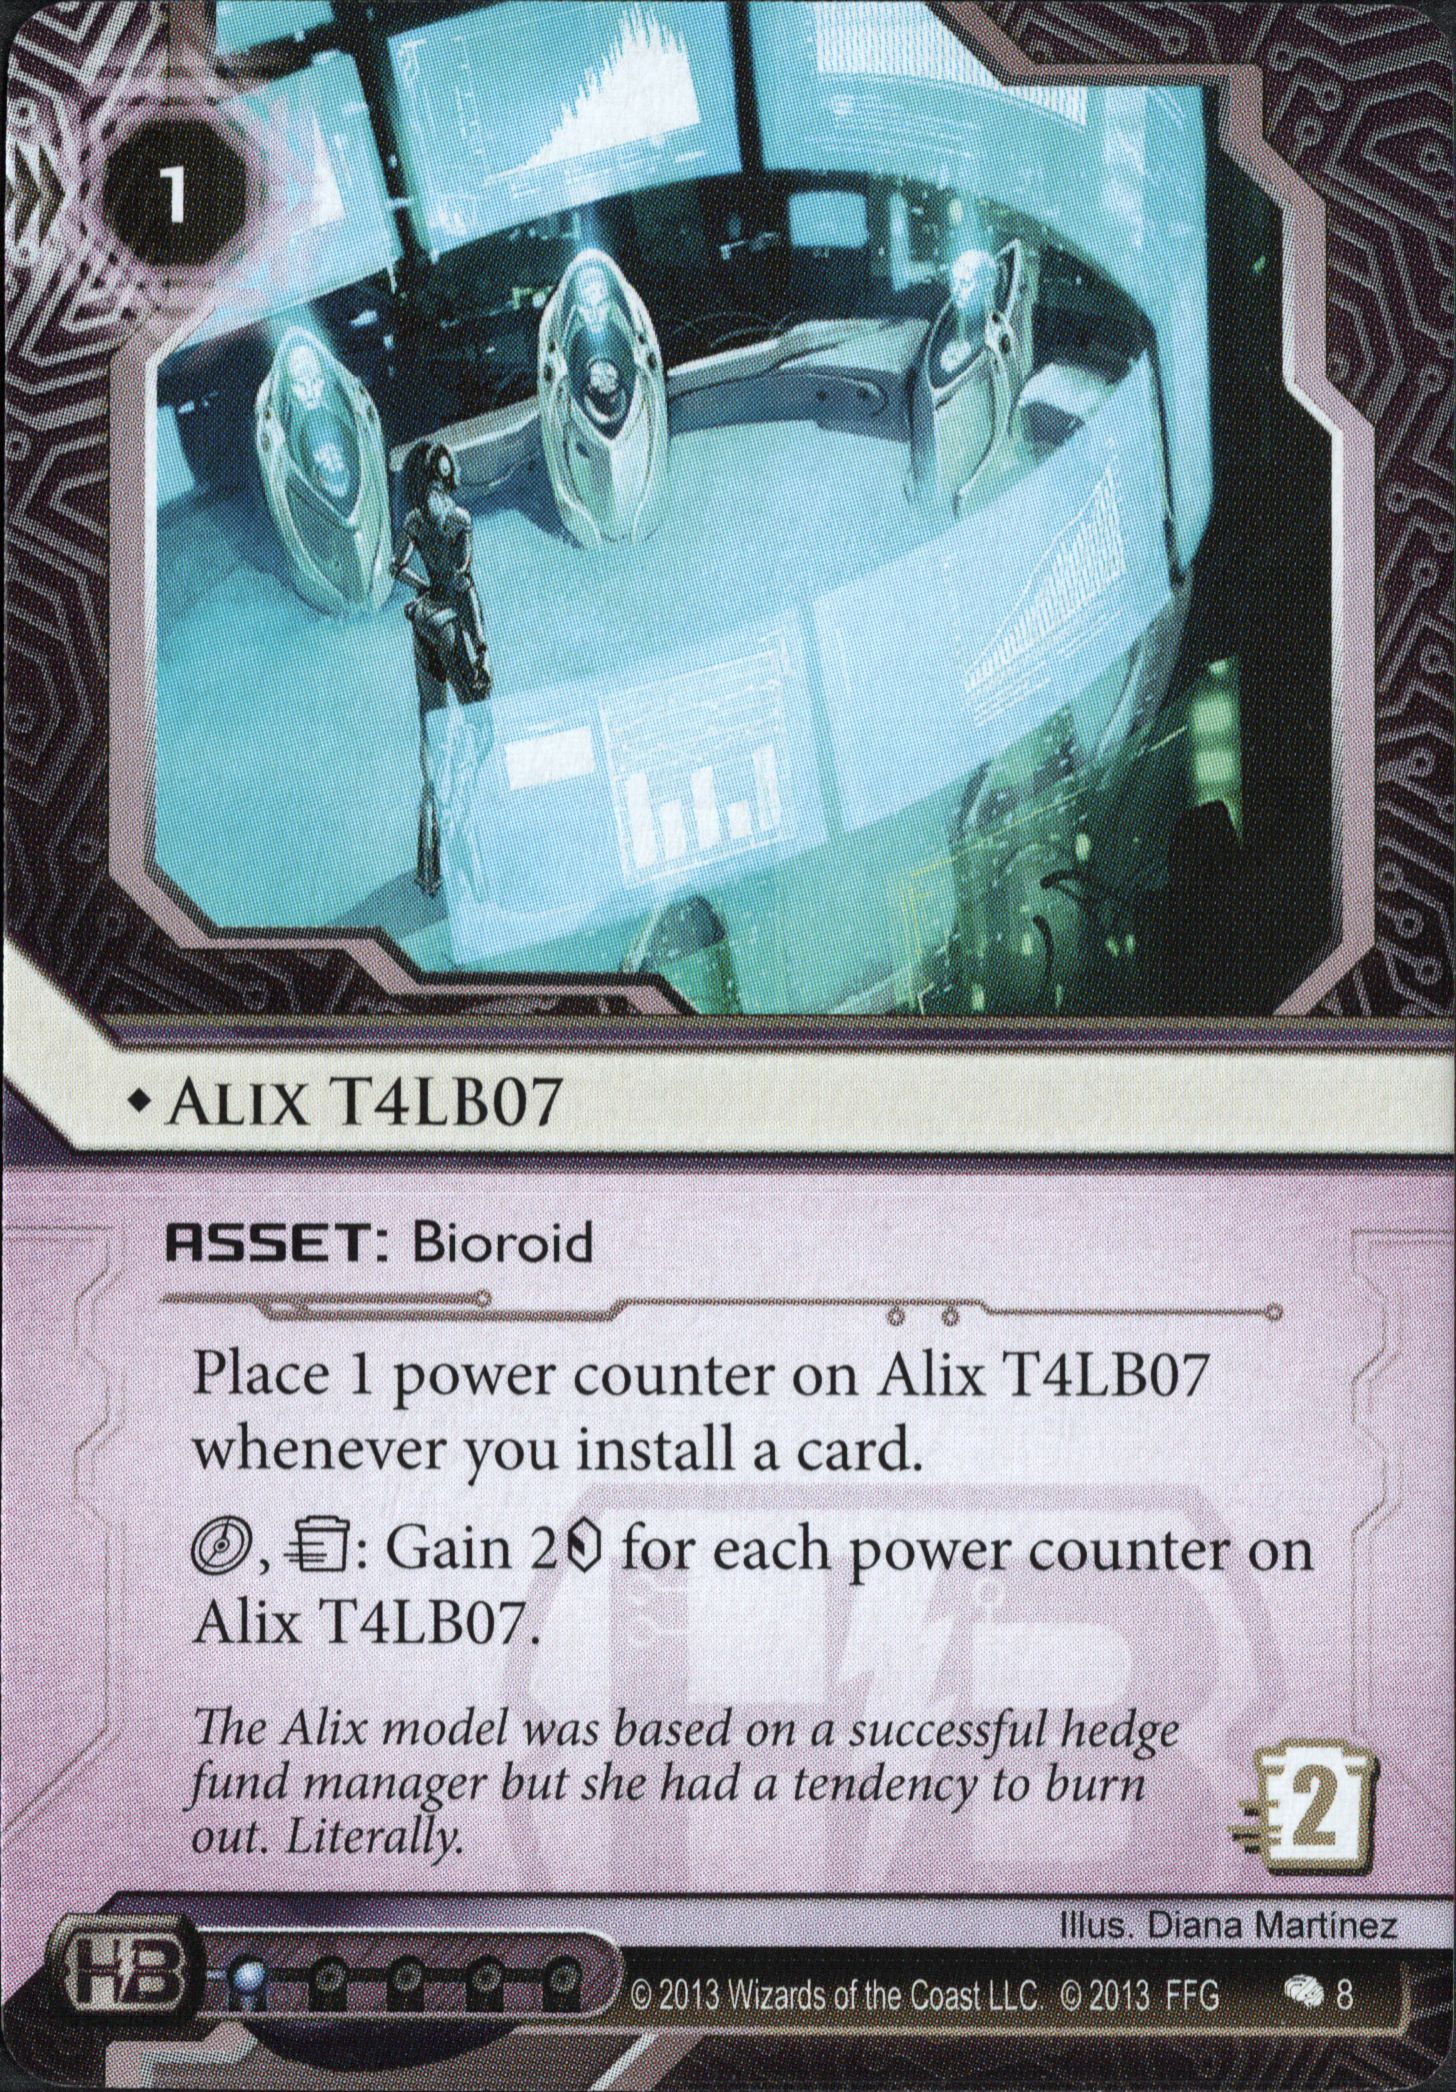 1
◆ ALIX T4LB07
ASSET: Bioroid
Place 1 power counter on Alix T4LB07
whenever you install a card.
, : Gain 2 for each power counter on
Alix T4LB07.
The Alix model was based on a successful hedge
fund manager but she had a tendency to burn
out. Literally.
2
Illus. Diana Martínez
HB
© 2013 Wizards of the Coast LLC. © 2013 FFG 8